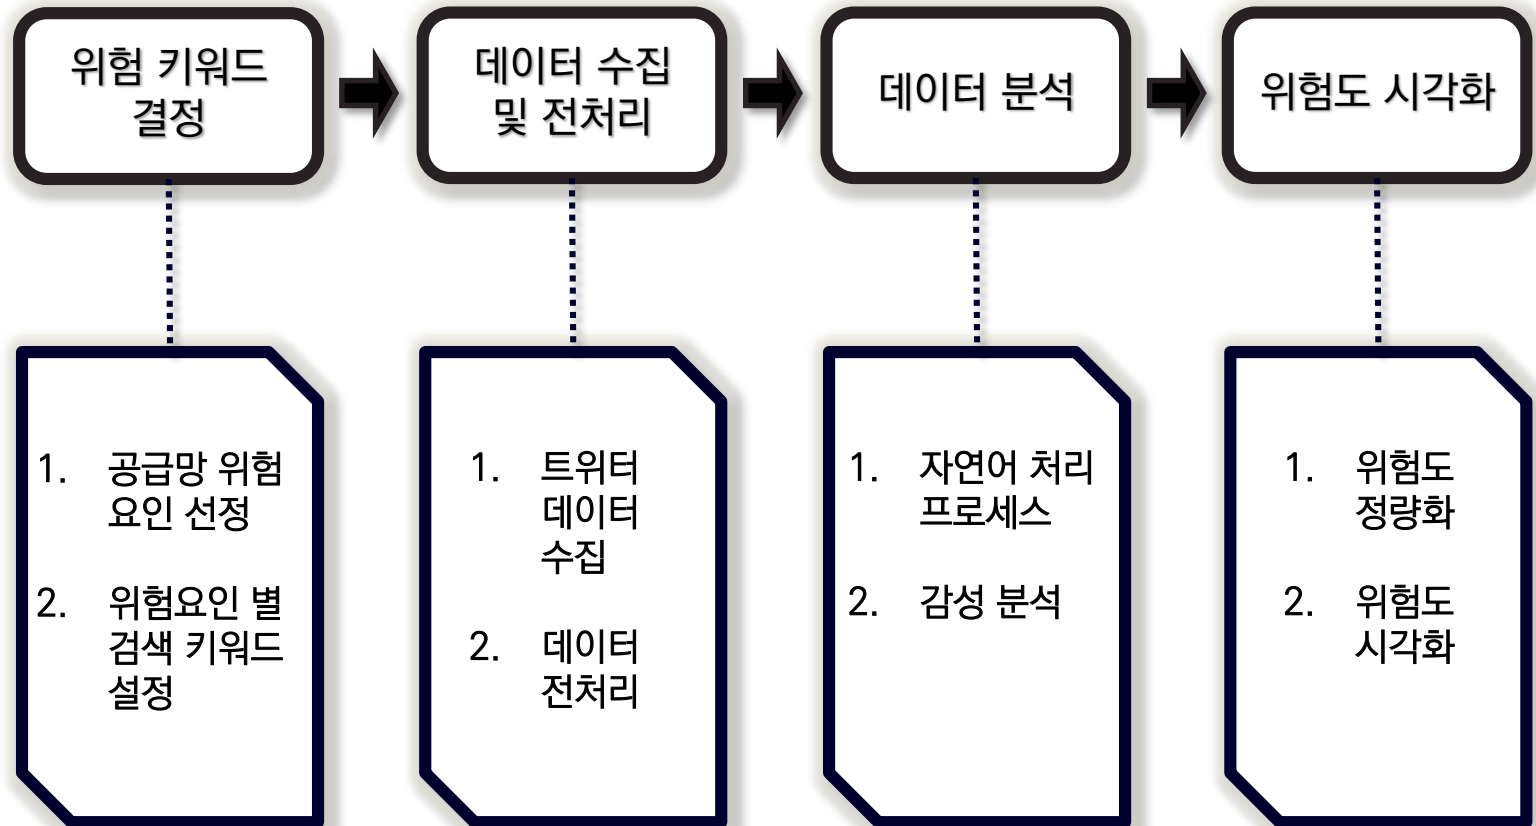 위험 키워드
결정
데이터 수집
및 전처리
데이터 분석
위험도 시각화
1. 공급망 위험
요인 선정
2. 위험요인 별
검색 키워드
설정
1. 트위터
데이터
수집
2. 데이터
전처리
1. 자연어 처리
프로세스
2. 감성 분석
1. 위험도
정량화
2. 위험도
시각화